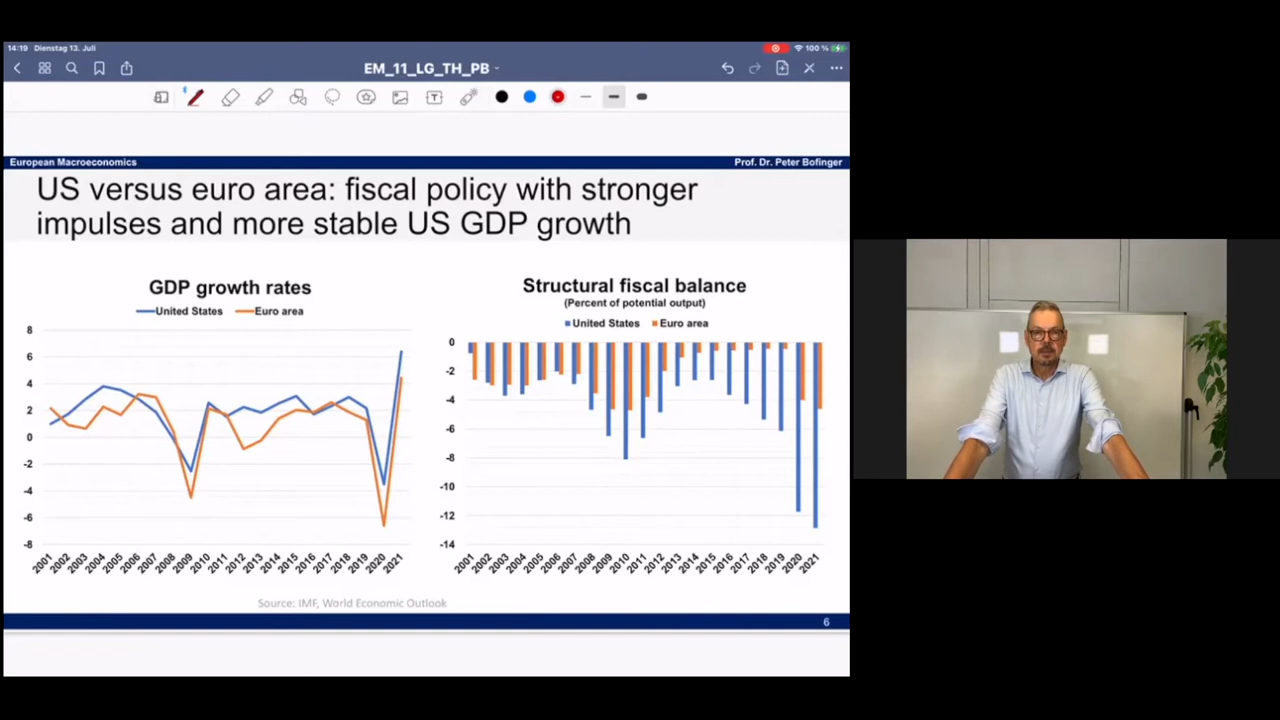 14:19 Dienstag 13. Juli
100 %
EM_11_LG_TH_PB
T
European Macroeconomics
Prof. Dr. Peter Bofinger
US versus euro area: fiscal policy with stronger
impulses and more stable US GDP growth
GDP growth rates
United States Euro area
8
6
4
2
0
-2
-4
-6
-8
2001 2002 2003 2004 2005 2006 2007 2008 2009 2010 2011 2012 2013 2014 2015 2016 2017 2018 2019 2020 2021
Structural fiscal balance
(Percent of potential output)
United States Euro area
0
-2
-4
-6
-8
-10
-12
-14
2001 2002 2003 2004 2005 2006 2007 2008 2009 2010 2011 2012 2013 2014 2015 2016 2017 2018 2019 2020 2021
Source: IMF, World Economic Outlook
6